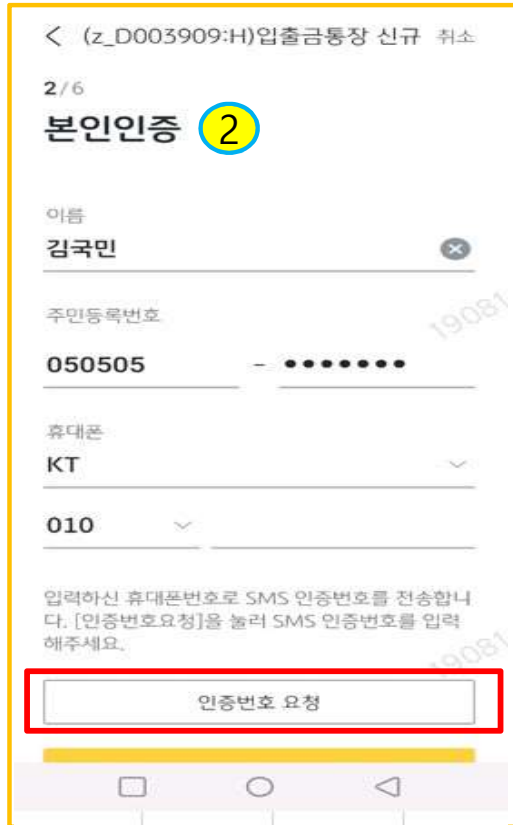 (z_D003909:H)입출금통장 신규 취소
2/6
본인인증 2
이름
김국민
주민등록번호
19081
050505 - ●●●●●●●
휴대폰
KT
010
입력하신 휴대폰번호로 SMS 인증번호를 전송합니
다. [인증번호요청]을 눌러 SMS 인증번호를 입력
해주세요.
19081
인증번호 요청